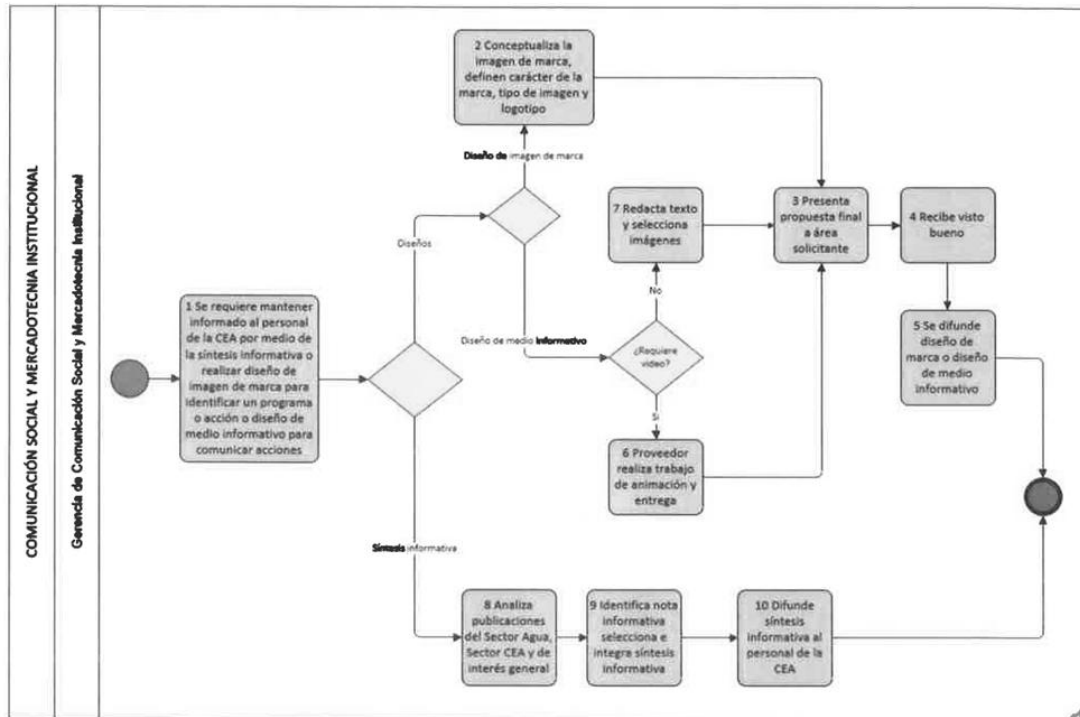 COMUNICACIÓN SOCIAL Y MERCADOTECNIA INSTITUCIONAL
Gerencia de Comunicación Social y Mercadotecnia Institucional
1 Se requiere mantener
informado al personal
de la CEA por medio de
la síntesis informativa o
realizar diseño de
imagen de marca para
identificar un programa
o acción o diseño de
medio informativo para
comunicar acciones
Diseños
Diseño de imagen de marca
2 Conceptualiza la
imagen de marca,
definen carácter de la
marca, tipo de imagen y
logotipo
Diseño de medio informativo
¿Requiere
video?
No
7 Redacta texto
y selecciona
imágenes
Si
6 Proveedor
realiza trabajo
de animación y
entrega
3 Presenta
propuesta final
a área
solicitante
4 Recibe visto
bueno
5 Se difunde
diseño de
marca o diseño
de medio
informativo
Síntesis informativa
8 Analiza
publicaciones
del Sector Agua,
Sector CEA y de
interés general
9 Identifica nota
informativa
selecciona e
integra síntesis
informativa
10 Difunde
síntesis
informativa al
personal de la
CEA